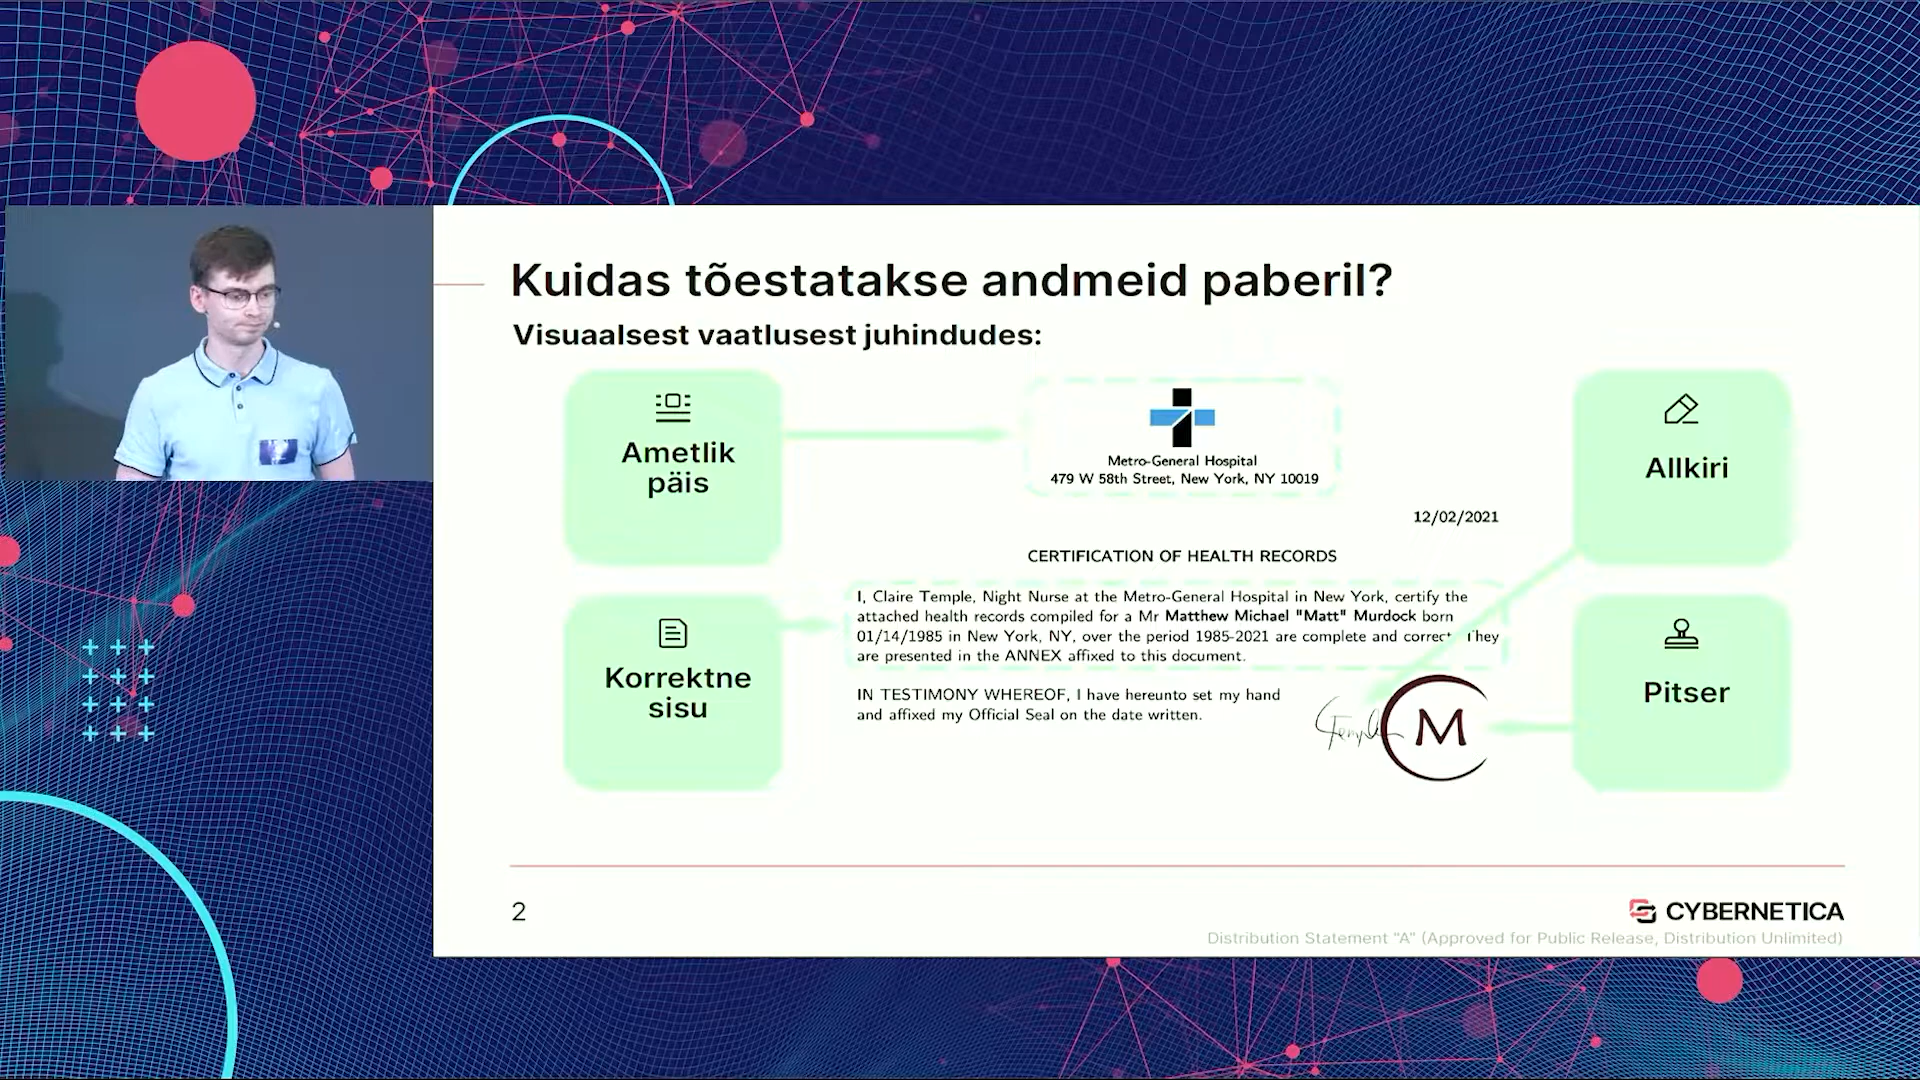 Kuidas tõestatakse andmeid paberil?
Visuaalsest vaatlusest juhindudes:
Ametlik
päis
Korrektne
sisu
Metro-General Hospital
479 W 58th Street, New York, NY 10019
12/02/2021
CERTIFICATION OF HEALTH RECORDS
I, Claire Temple, Night Nurse at the Metro-General Hospital in New York, certify the
attached health records compiled for a Mr Matthew Michael "Matt" Murdock born
01/14/1985 in New York, NY, over the period 1985-2021 are complete and correct. They
are presented in the ANNEX affixed to this document.
IN TESTIMONY WHEREOF, I have hereunto set my hand
and affixed my Official Seal on the date written.
CTemple
M
Allkiri
Pitser
2
CYBERNETICA
Distribution Statement "A" (Approved for Public Release, Distribution Unlimited)